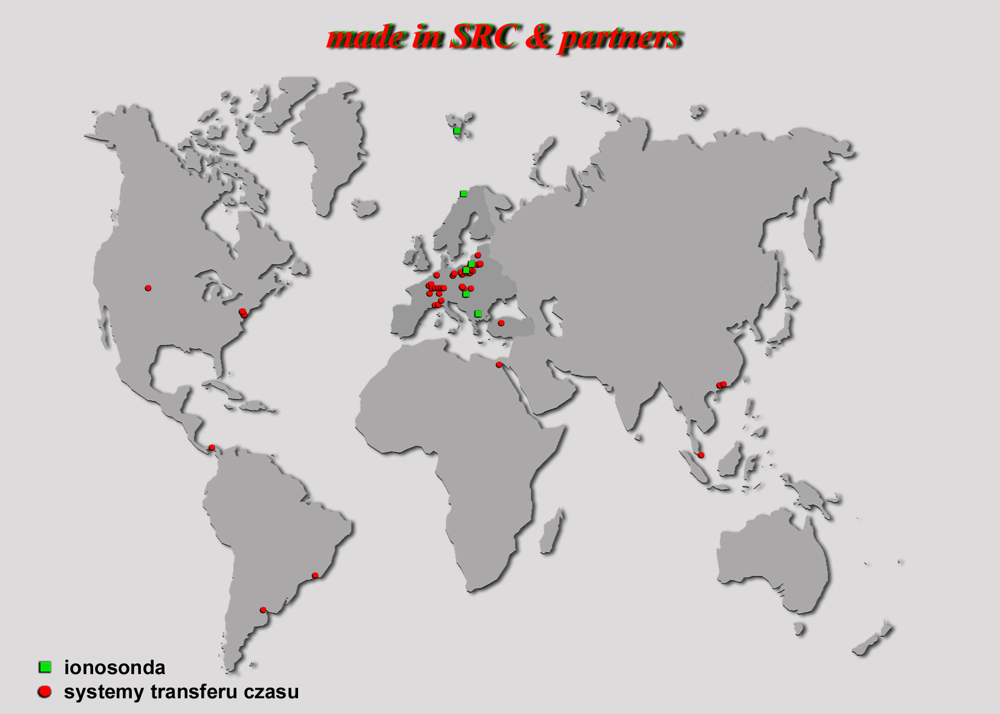 made in SRC & partners
ionosonda
systemy transferu czasu